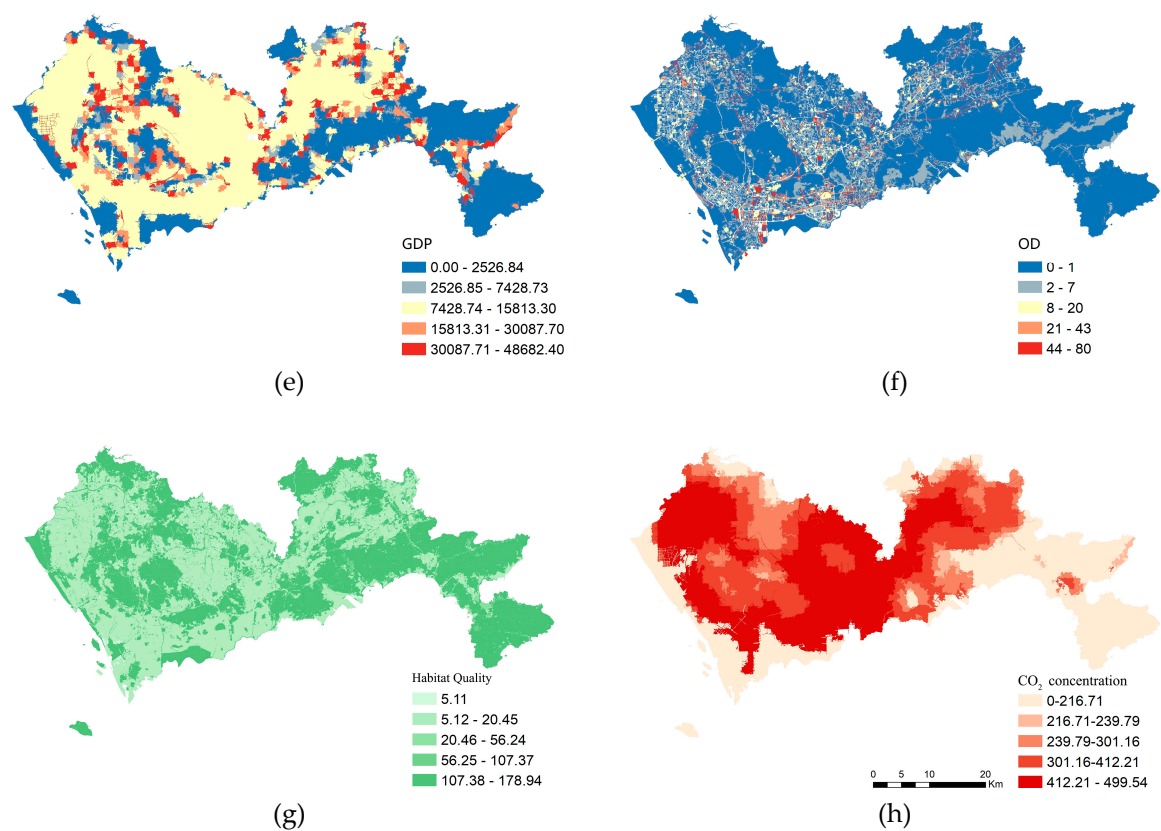 GDP
0.00 - 2526.84
2526.85 - 7428.73
7428.74 - 15813.30
15813.31 - 30087.70
30087.71 - 48682.40
(e)
OD
0 - 1
2 - 7
8 - 20
21 - 43
44 - 80
(f)
Habitat Quality
5.11
5.12 - 20.45
20.46 - 56.24
56.25 - 107.37
107.38 - 178.94
(g)
CO₂ concentration
0-216.71
216.71-239.79
239.79-301.16
301.16-412.21
412.21 - 499.54
0 5 10 20
Km
(h)